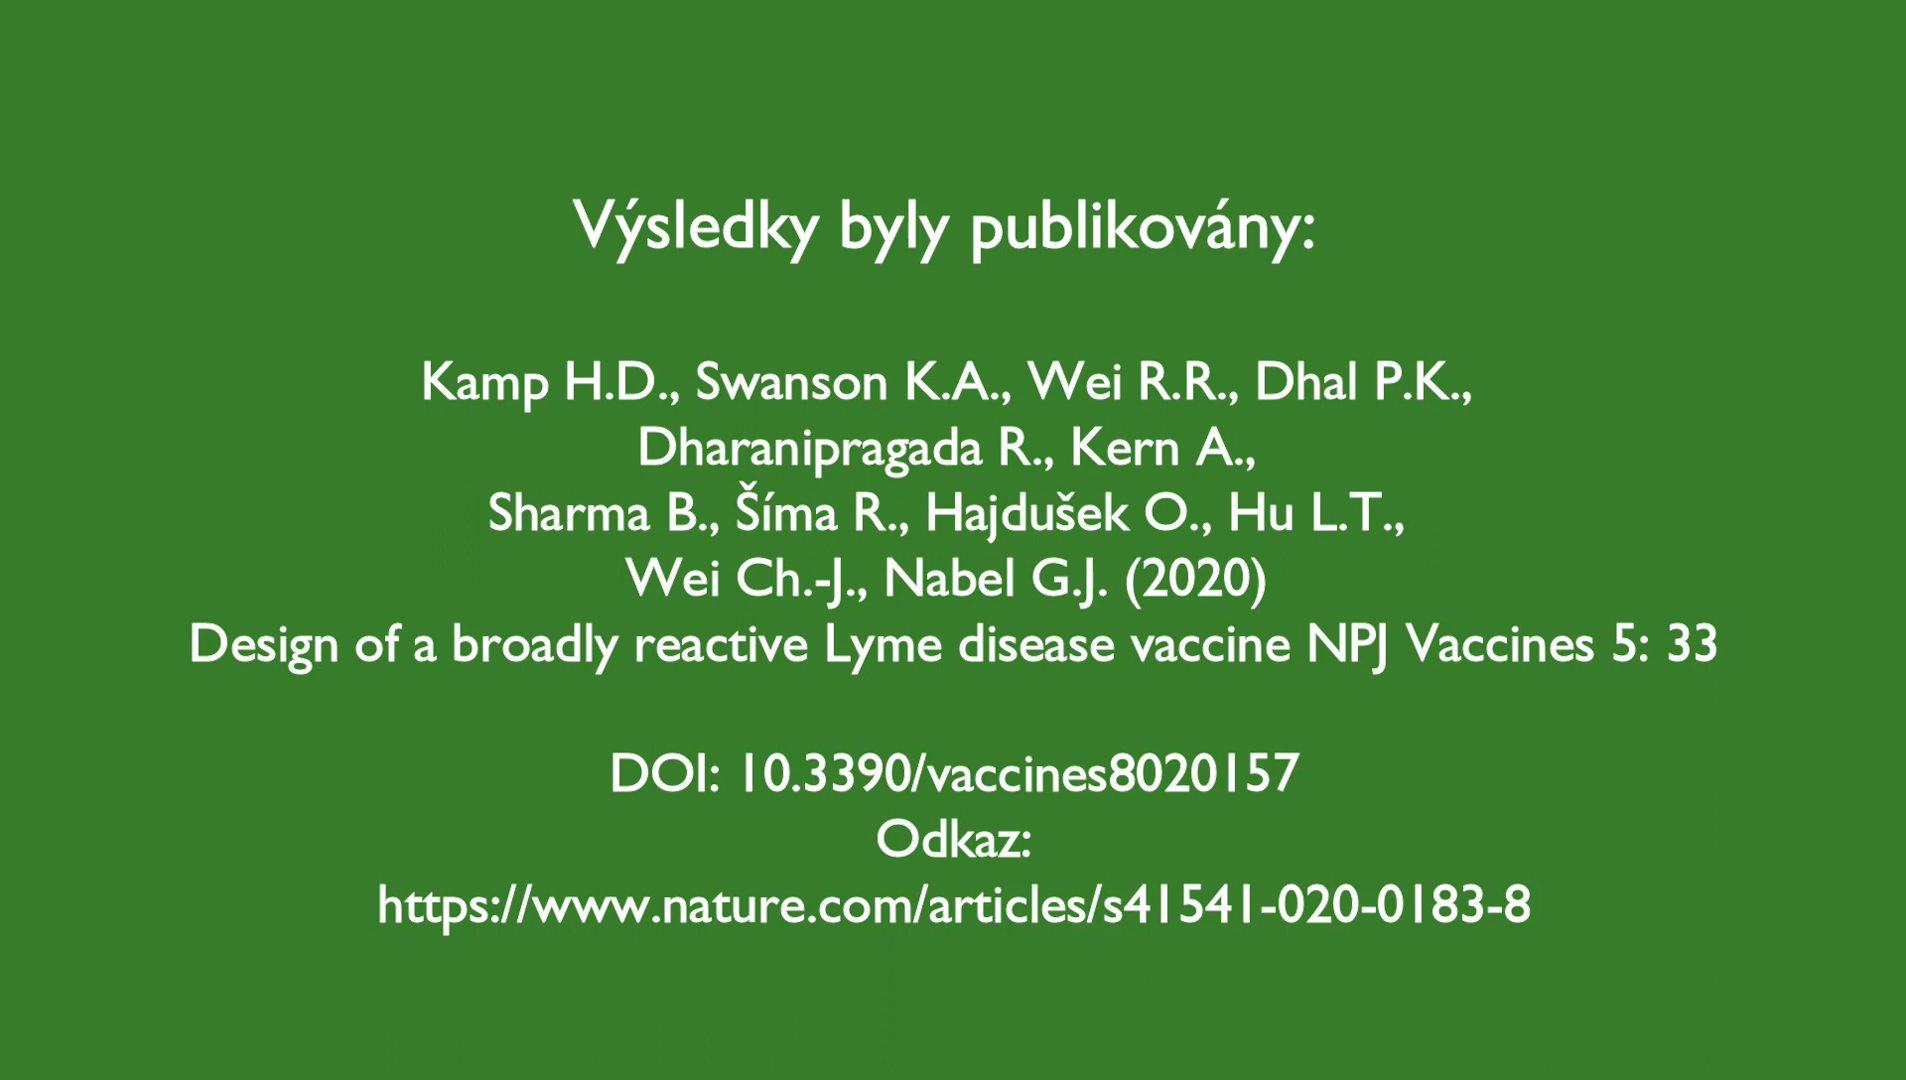 Výsledky byly publikovány:
Kamp H.D., Swanson K.A., Wei R.R., Dhal P.K.,
Dharanipragada R., Kern A.,
Sharma B., Šíma R., Hajdušek O., Hu L.T.,
Wei Ch.-J., Nabel G.J. (2020)
Design of a broadly reactive Lyme disease vaccine NPJ Vaccines 5: 33
DOI: 10.3390/vaccines8020157
Odkaz:
https://www.nature.com/articles/s41541-020-0183-8